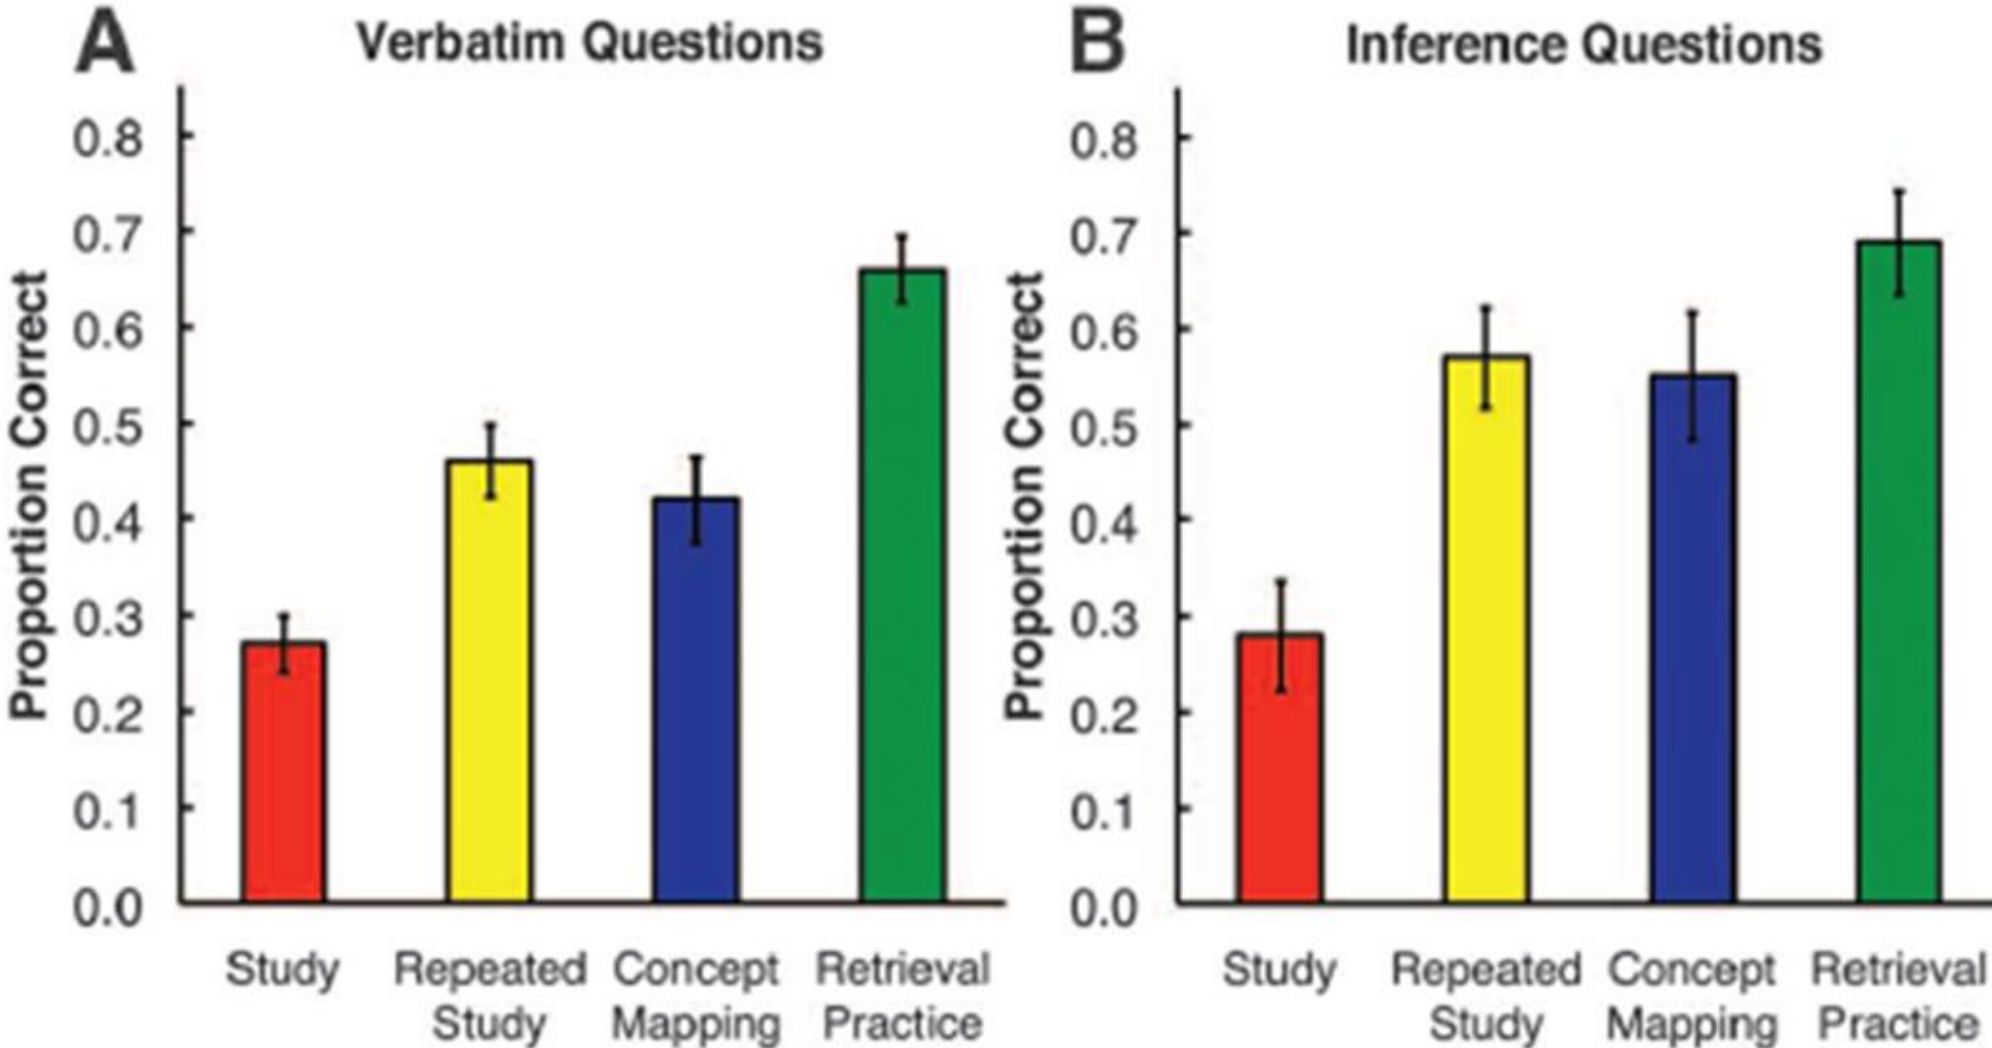 A Verbatim Questions
Proportion Correct
0.8
0.7
0.6
0.5
0.4
0.3
0.2
0.1
0.0
Study
Repeated
Study
Concept
Mapping
Retrieval
Practice
B Inference Questions
Proportion Correct
0.8
0.7
0.6
0.5
0.4
0.3
0.2
0.1
0.0
Study
Repeated
Study
Concept
Mapping
Retrieval
Practice